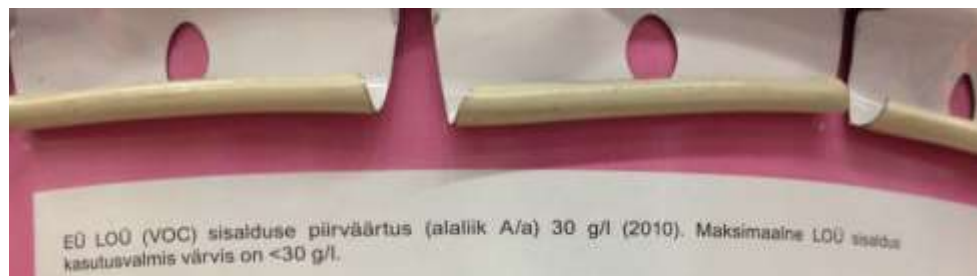 EÜ LOÜ (VOC) sisalduse piirväärtus (alaliik A/a) 30 g/l (2010). Maksimaalne LOÜ sisaldus
kasutusvalmis värvis on <30 g/l.